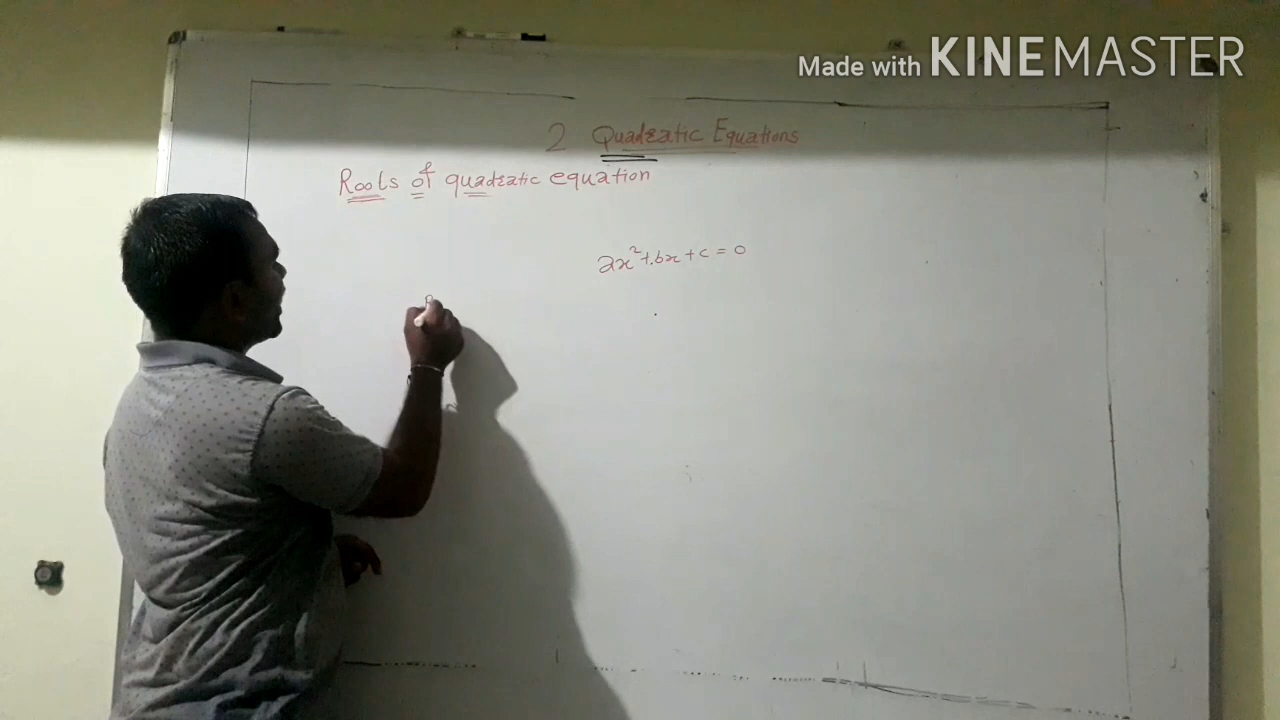 Made with KINEMASTER
2 Quadratic Equations
Roots of quadratic equation
ax²+bx+c=0